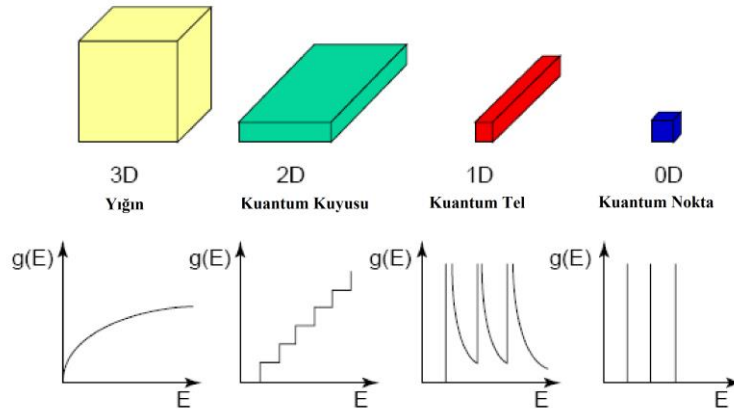 3D 2D 1D 0D
Yığın Kuantum Kuyusu Kuantum Tel Kuantum Nokta
g(E) g(E) g(E) g(E)
E E E E